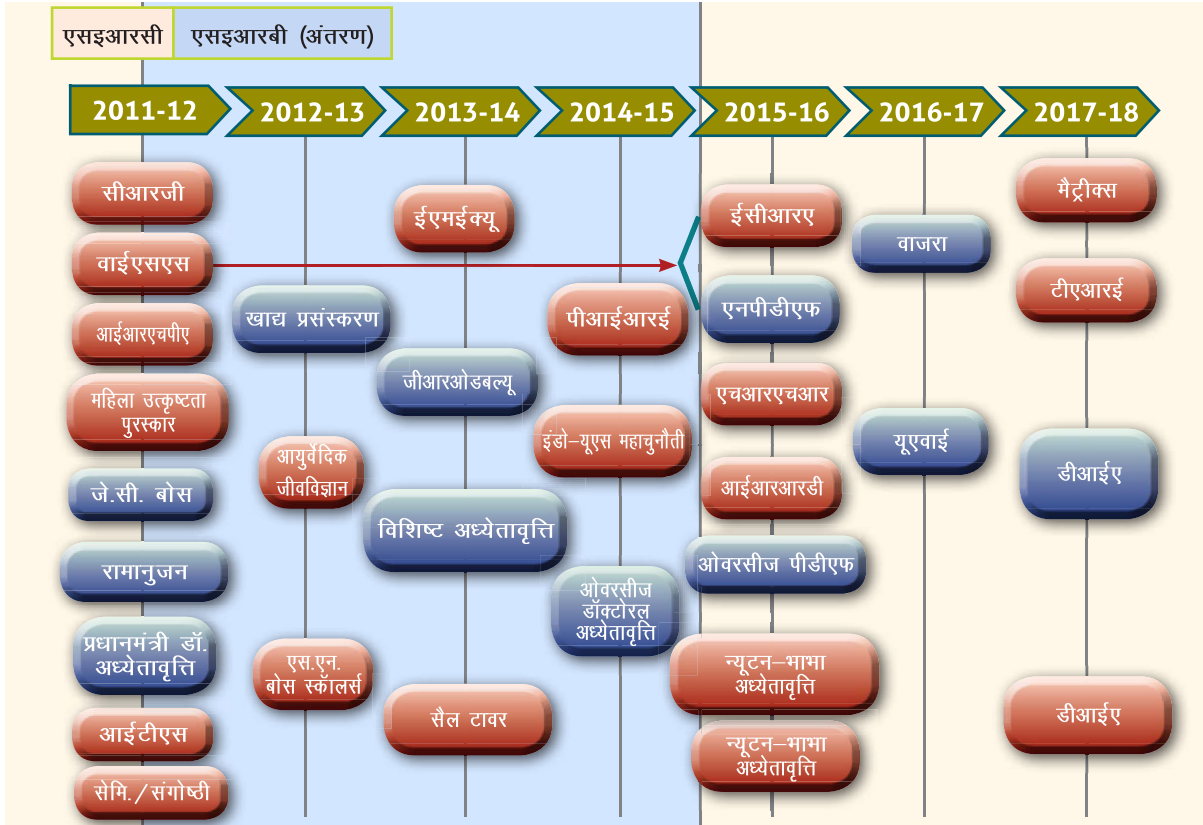 एसइआरसी
एसइआरबी (अंतरण)
2011-12
2012-13
2013-14
2014-15
2015-16
2016-17
2017-18
सीआरजी
वाईएसएस
आईआरएचपीए
महिला उत्कृष्टता
पुरस्कार
जे.सी. बोस
रामानुजन
प्रधानमंत्री डॉ.
अध्येतावृत्ति
आईटीएस
सेमि./संगोष्ठी
खाद्य प्रसंस्करण
आयुर्वेदिक
जीवविज्ञान
एस.एन.
बोस स्कॅालर्स
ईएमईक्यू
जीआरओडबल्यू
विशिष्ट अध्येतावृत्ति
सैल टावर
पीआईआरई
इंडो-यूएस महाचुनौती
ओवरसीज
डॉक्टोरल
अध्येतावृत्ति
ईसीआरए
एनपीडीएफ
एचआरएचआर
आईआरआरडी
ओवरसीज पीडीएफ
न्यूटन-भाभा
अध्येतावृत्ति
न्यूटन-भाभा
अध्येतावृत्ति
वाजरा
यूएवाई
मैट्रीक्स
टीएआरई
डीआईए
डीआईए